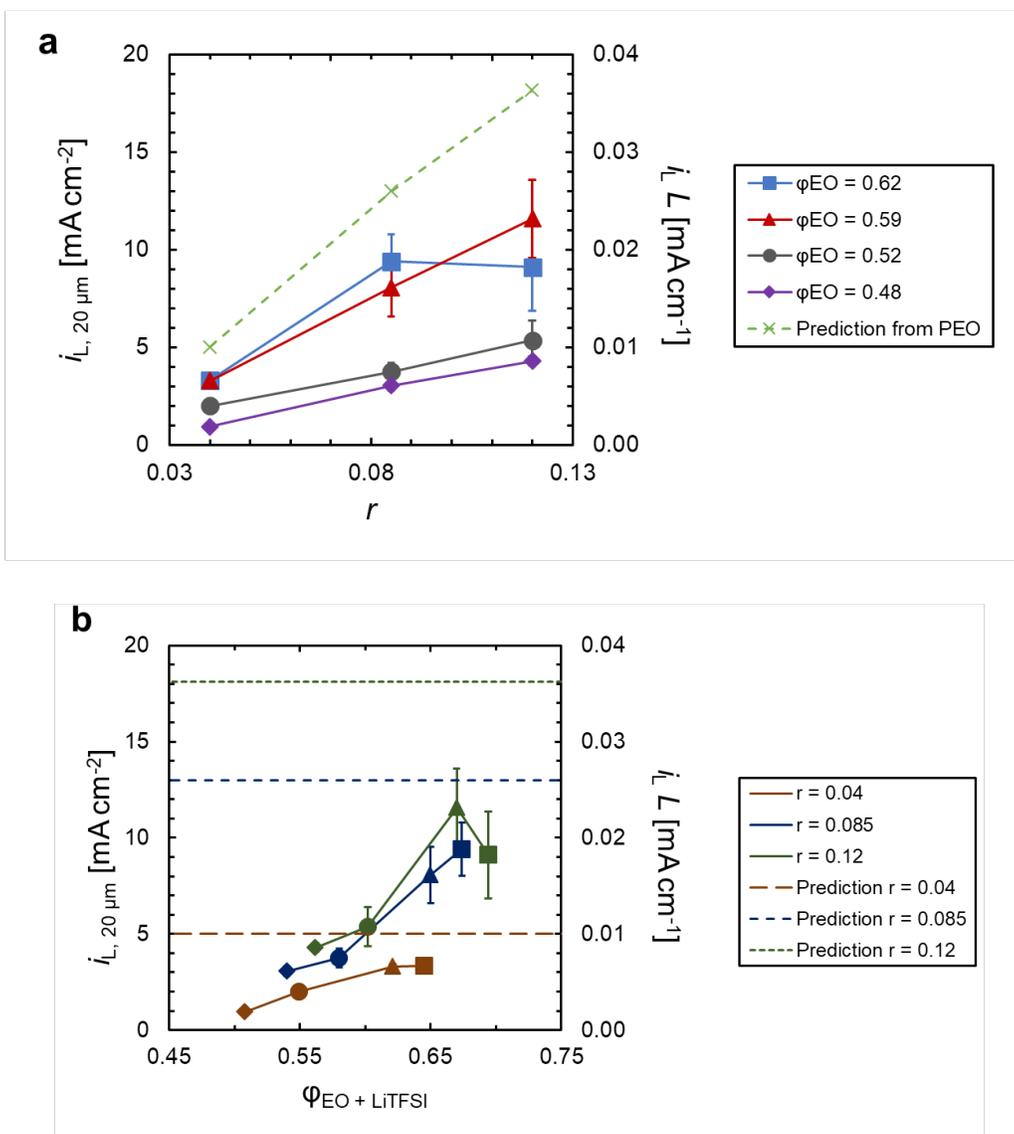 a
20
15
10
5
0
0.04
0.03
0.02
0.01
0.00
0.03
0.08
0.13
iL, 20 µm [mA cm-2]
iL L [mA cm-1]
r
φEO = 0.62
φEO = 0.59
φEO = 0.52
φEO = 0.48
Prediction from PEO
b
20
15
10
5
0
0.04
0.03
0.02
0.01
0.00
0.45
0.55
0.65
0.75
iL, 20 µm [mA cm-2]
iL L [mA cm-1]
φEO + LiTFSI
r = 0.04
r = 0.085
r = 0.12
Prediction r = 0.04
Prediction r = 0.085
Prediction r = 0.12